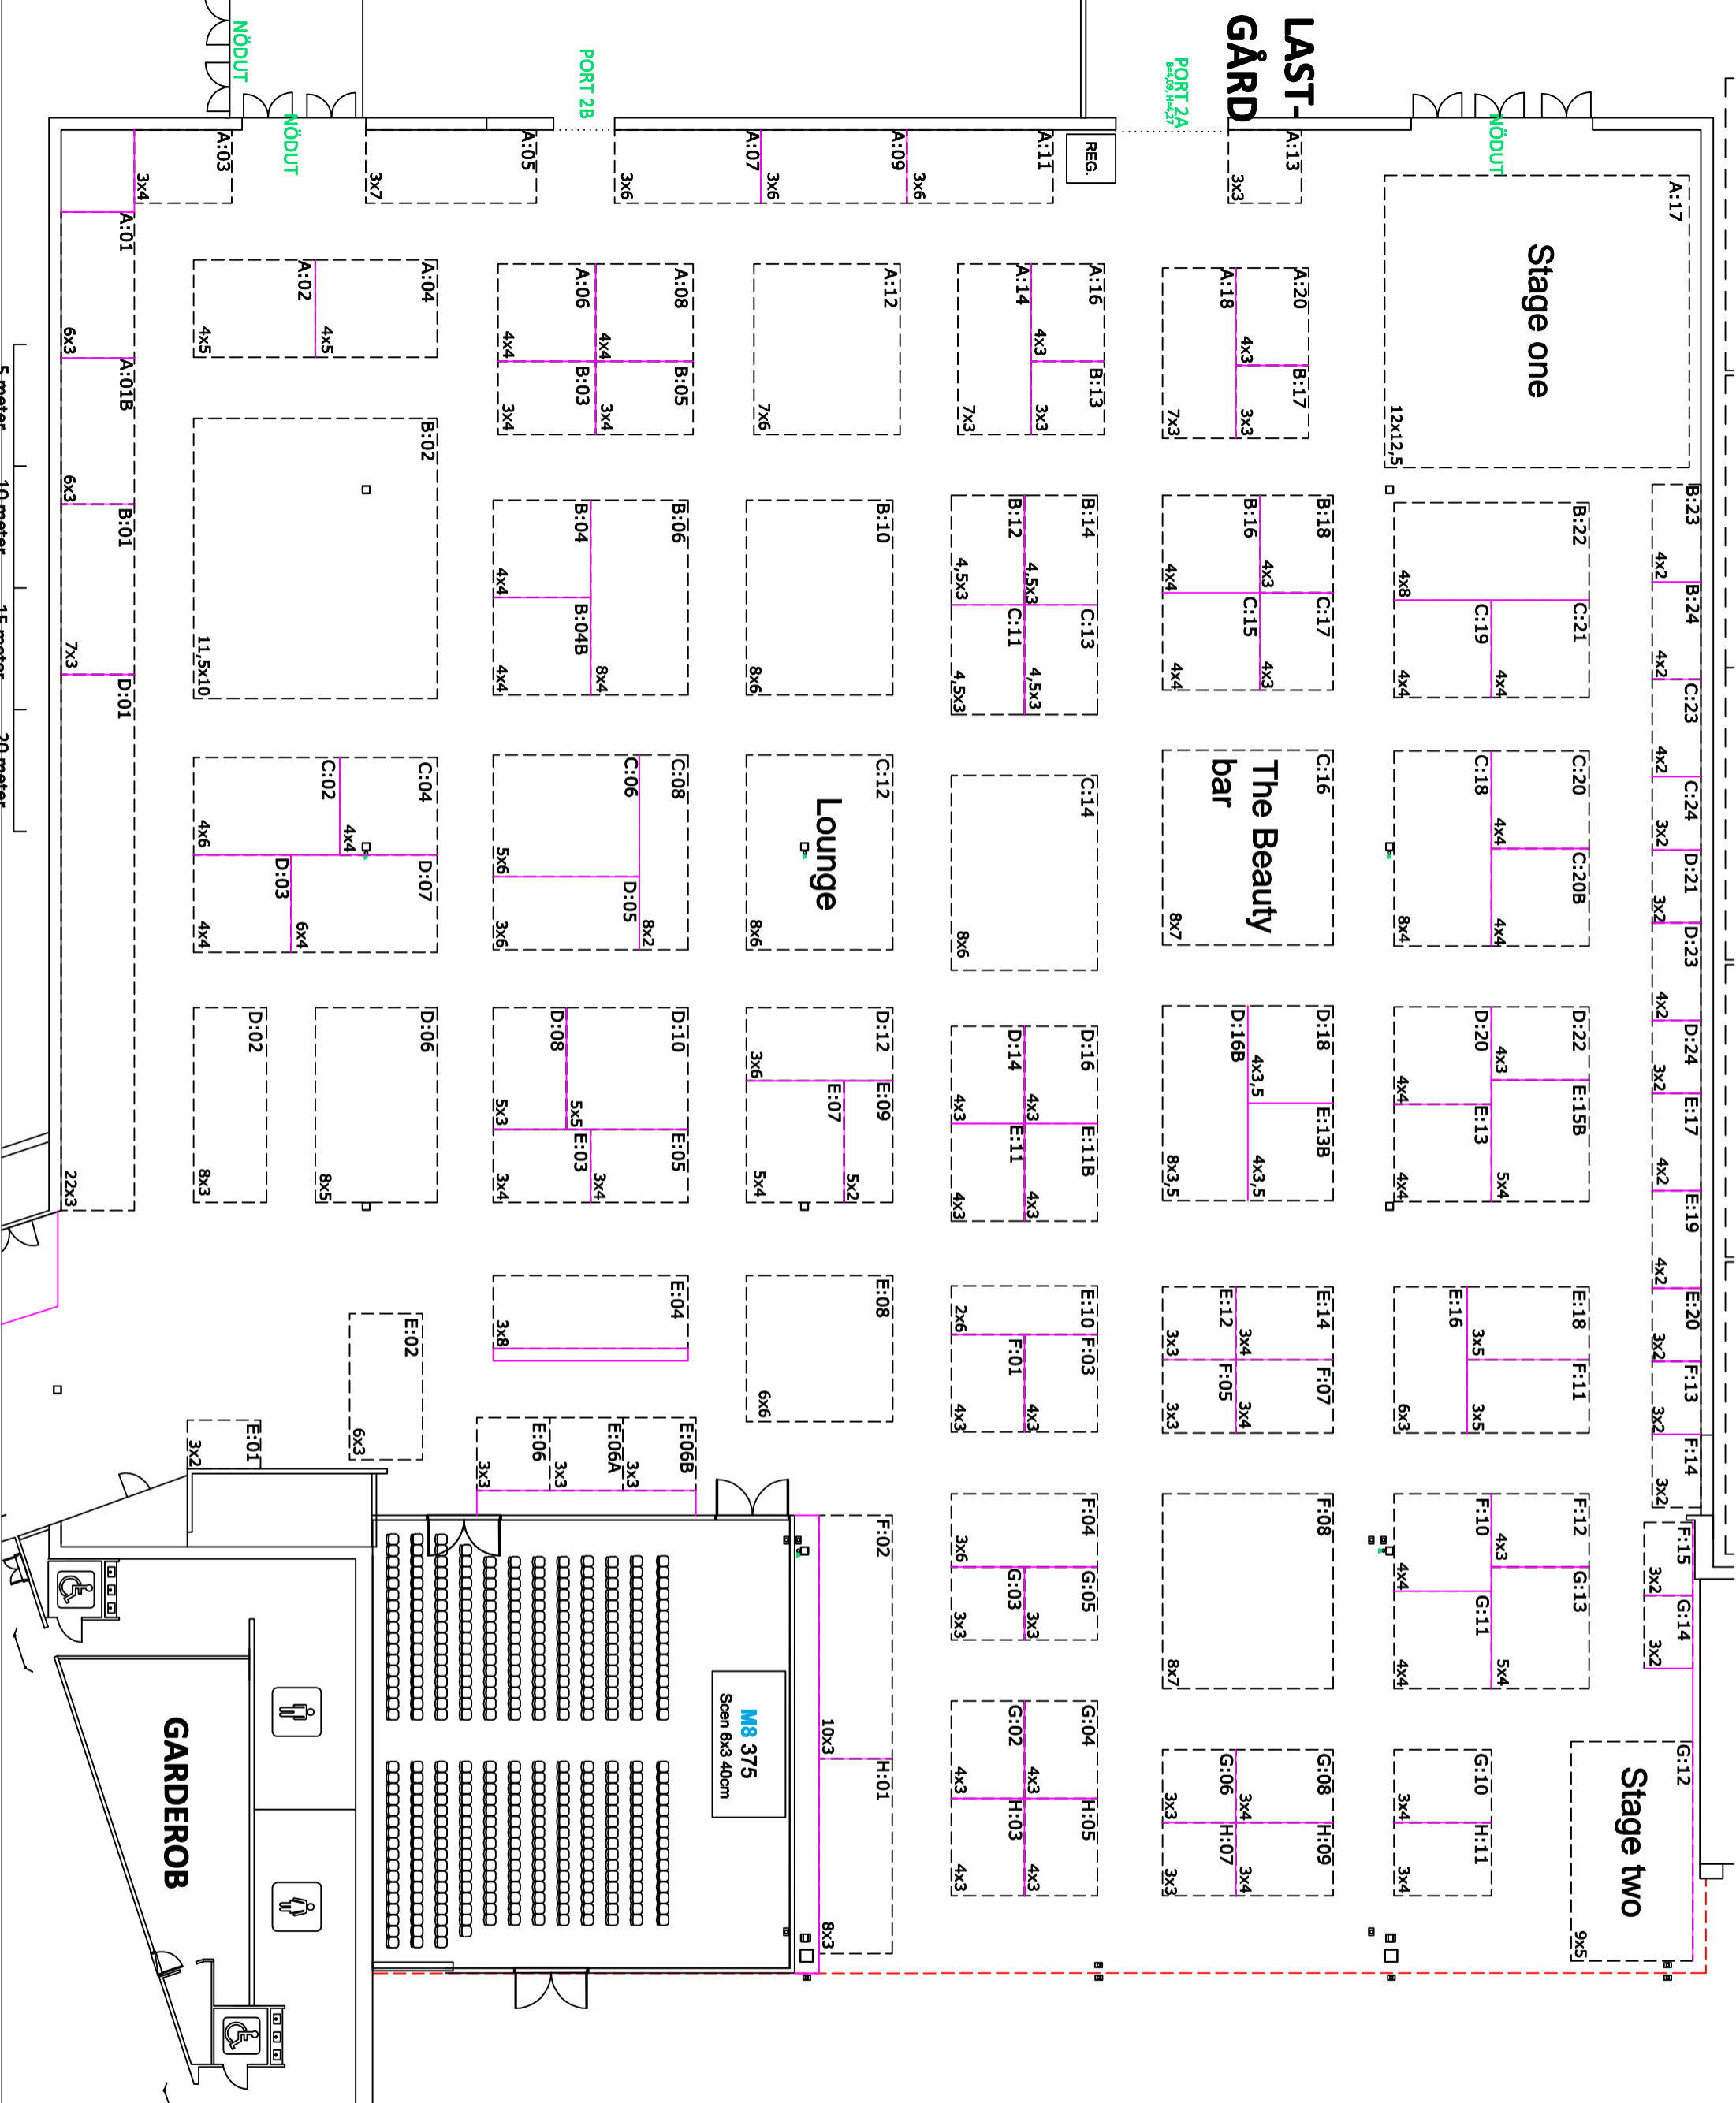 LAST-
GÅRD
NÖDUT
NÖDUT
PORT 2B
PORT 2A
B=4,09, H=4,27
NÖDUT
REG.
A:03
3x4
A:05
3x7
A:07
3x6
A:09
3x6
A:11
3x6
A:13
3x3
A:17
Stage one
12x12,5
A:01
6x3
A:01B
6x3
B:01
7x3
D:01
22x3
A:02
4x5
A:04
4x5
A:06
4x4
A:08
4x4
B:03
3x4
B:05
3x4
A:12
7x6
A:14
7x3
A:16
4x3
B:13
3x3
A:18
7x3
A:20
4x3
B:17
3x3
B:02
11,5x10
B:04
4x4
B:04B
4x4
B:06
8x4
B:10
8x6
B:12
4,5x3
B:14
4,5x3
C:11
4,5x3
C:13
4,5x3
B:16
4x4
B:18
4x3
C:15
4x4
C:17
4x3
B:22
4x8
C:19
4x4
C:21
4x4
B:23
4x2
B:24
4x2
C:23
4x2
C:24
3x2
D:21
3x2
D:23
4x2
D:24
3x2
E:17
4x2
E:19
4x2
E:20
3x2
F:13
3x2
F:14
3x2
F:15
3x2
G:14
3x2
C:02
4x6
C:04
4x4
D:03
4x4
D:07
6x4
C:06
5x6
C:08
8x2
D:05
3x6
C:12
Lounge
8x6
C:14
8x6
C:16
The Beauty
bar
8x7
C:18
8x4
C:20
4x4
C:20B
4x4
D:02
8x3
D:06
8x5
D:08
5x3
D:10
5x5
E:03
3x4
E:05
3x4
D:12
3x6
E:07
5x4
E:09
5x2
D:14
4x3
D:16
4x3
E:11
4x3
E:11B
4x3
D:16B
8x3,5
D:18
4x3,5
E:13B
4x3,5
D:20
4x4
D:22
4x3
E:13
4x4
E:15B
5x4
E:01
3x2
E:02
6x3
E:04
3x8
E:06
3x3
E:06A
3x3
E:06B
3x3
E:08
6x6
E:10
2x6
F:01
4x3
F:03
4x3
E:12
3x3
E:14
3x4
F:05
3x3
F:07
3x4
E:16
6x3
E:18
3x5
F:11
3x5
F:02
10x3
H:01
8x3
F:04
3x6
G:03
3x3
G:05
3x3
F:08
8x7
F:10
4x4
F:12
4x3
G:11
4x4
G:13
5x4
G:02
4x3
G:04
4x3
H:03
4x3
H:05
4x3
G:06
3x3
G:08
3x4
H:07
3x3
H:09
3x4
G:10
3x4
H:11
3x4
G:12
Stage two
9x5
M8 375
Scen 6x3 40cm
GARDEROB
5 meter
10 meter
15 meter
20 meter